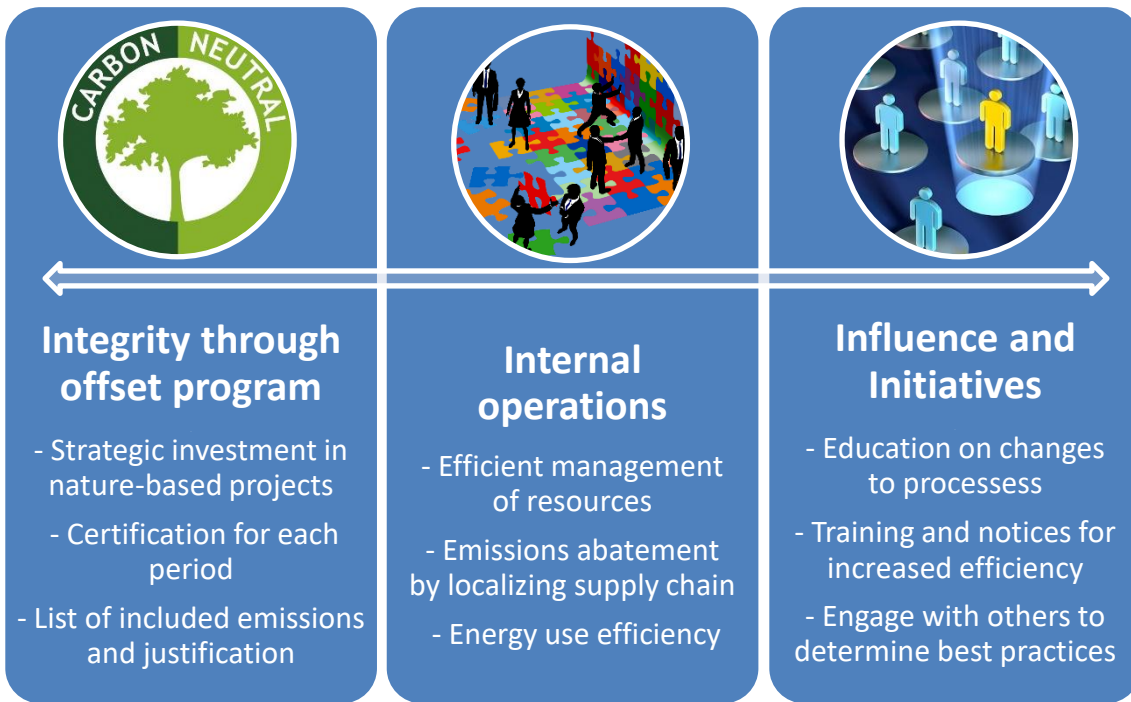 CARBON NEUTRAL
Integrity through
offset program
- Strategic investment in
nature-based projects
- Certification for each
period
- List of included emissions
and justification
Internal
operations
- Efficient management
of resources
- Emissions abatement
by localizing supply chain
- Energy use efficiency
Influence and
Initiatives
- Education on changes
to processess
- Training and notices for
increased efficiency
- Engage with others to
determine best practices